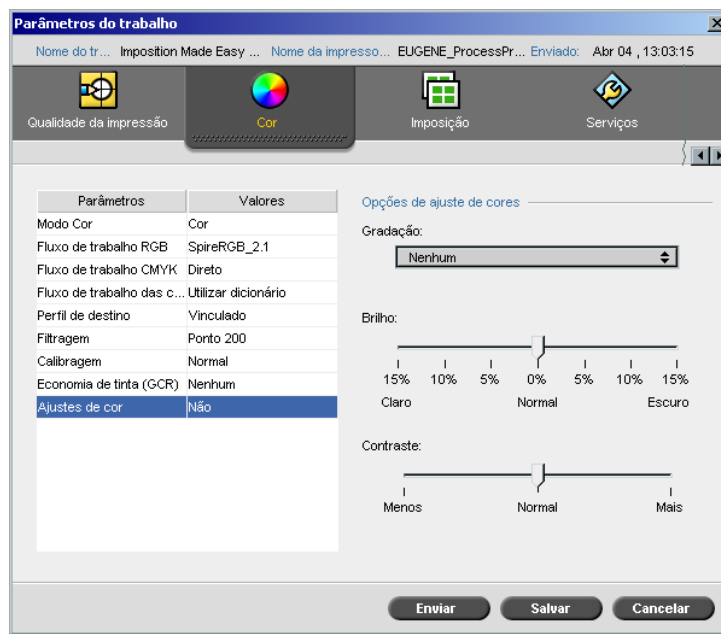 Parâmetros do trabalho
Nome do tr... Imposition Made Easy ... Nome da impresso... EUGENE_ProcessPr... Enviado: Abr 04 , 13:03:15
Qualidade da impressão Cor Imposição Serviços
Parâmetros Valores
Modo Cor Cor
Fluxo de trabalho RGB SpireRGB_2.1
Fluxo de trabalho CMYK Direto
Fluxo de trabalho das c... Utilizar dicionário
Perfil de destino Vinculado
Filtragem Ponto 200
Calibragem Normal
Economia de tinta (GCR) Nenhum
Ajustes de cor Não
Opções de ajuste de cores
Gradação:
Nenhum
Brilho:
15% 10% 5% 0% 5% 10% 15%
Claro Normal Escuro
Contraste:
Menos Normal Mais
Enviar Salvar Cancelar